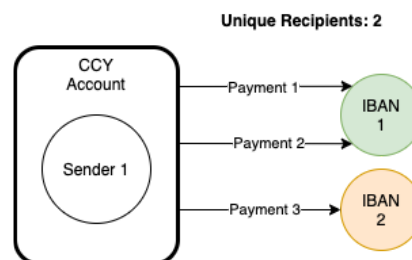 Unique Recipients: 2
CCY
Account
Sender 1
Payment 1
Payment 2
Payment 3
IBAN
1
IBAN
2